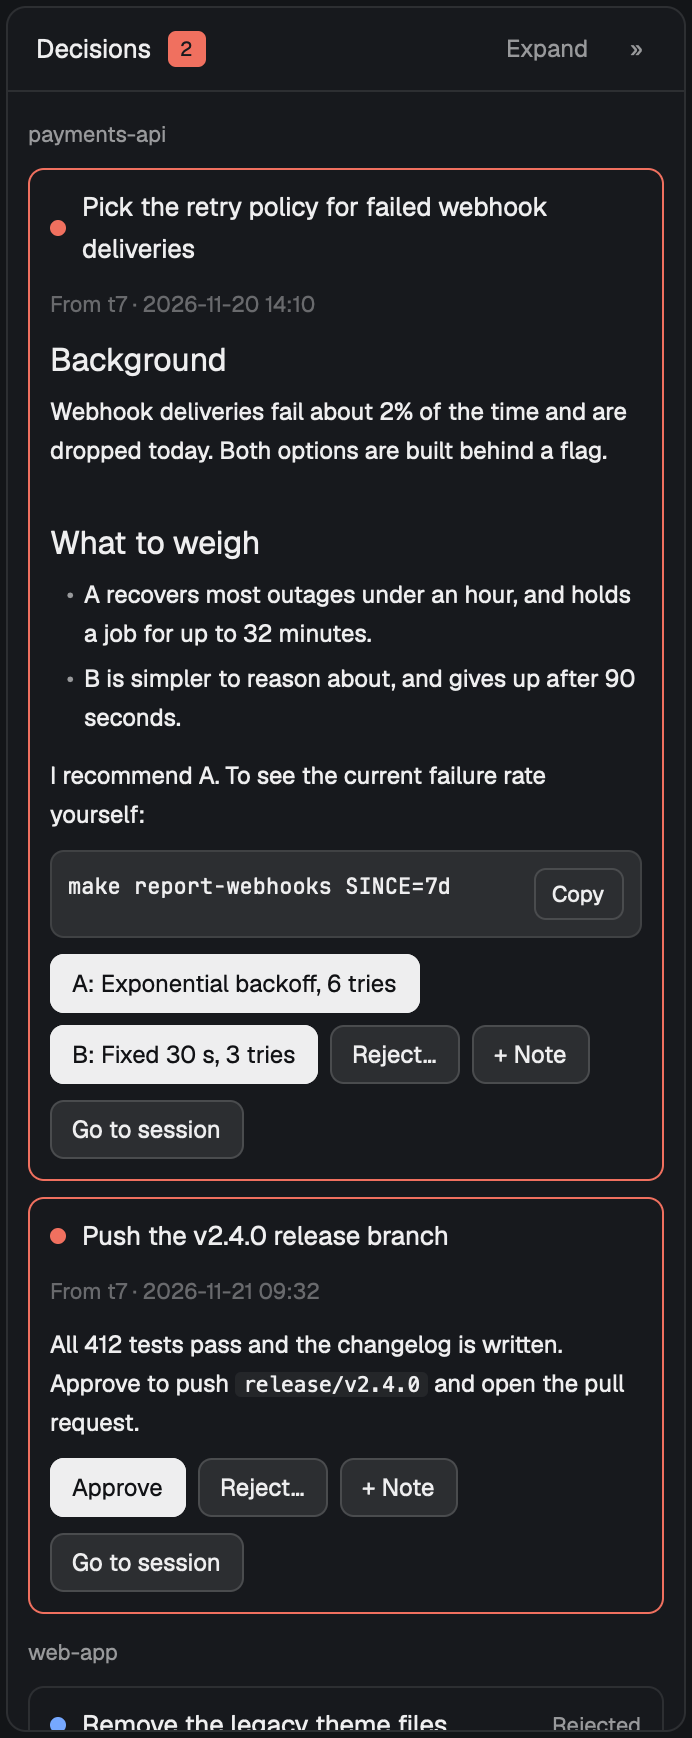 Decisions 2 Expand »
payments-api
Pick the retry policy for failed webhook
deliveries
From t7 · 2026-11-20 14:10
Background
Webhook deliveries fail about 2% of the time and are
dropped today. Both options are built behind a flag.
What to weigh
• A recovers most outages under an hour, and holds
a job for up to 32 minutes.
• B is simpler to reason about, and gives up after 90
seconds.
I recommend A. To see the current failure rate
yourself:
make report-webhooks SINCE=7d Copy
A: Exponential backoff, 6 tries
B: Fixed 30 s, 3 tries Reject… + Note
Go to session
Push the v2.4.0 release branch
From t7 · 2026-11-21 09:32
All 412 tests pass and the changelog is written.
Approve to push release/v2.4.0 and open the pull
request.
Approve Reject… + Note
Go to session
web-app
Remove the legacy theme files Rejected